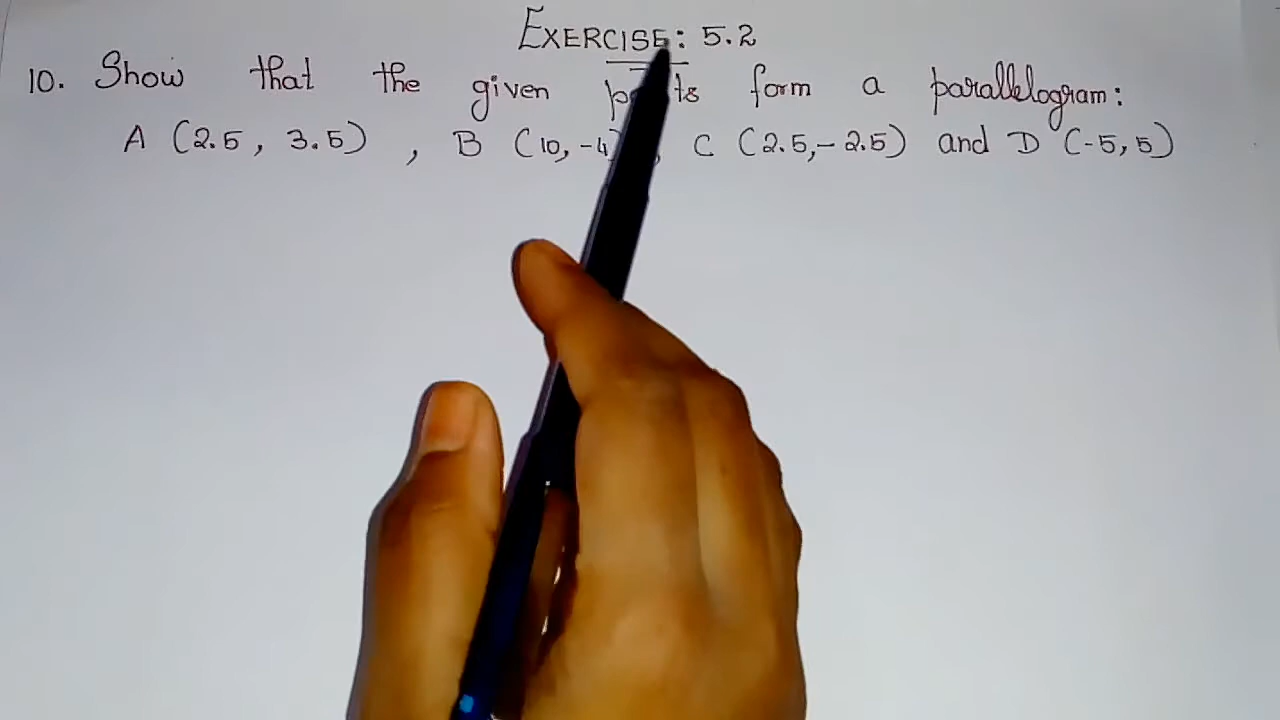 EXERCISE: 5.2
10. Show that the given form a parallelogram:
A (2.5, 3.5), B (10, -4), C (2.5, -2.5) and D (-5, 5)